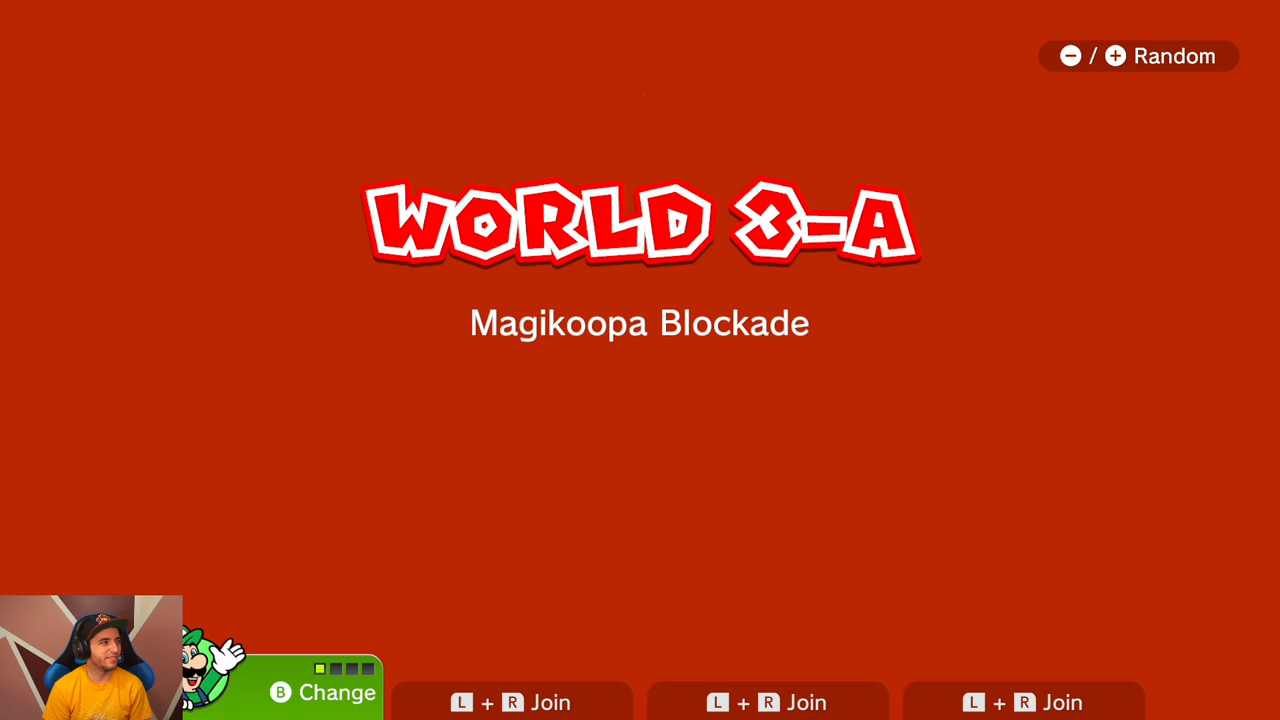 − / + Random
WORLD 3-A
Magikoopa Blockade
B Change
L + R Join
L + R Join
L + R Join